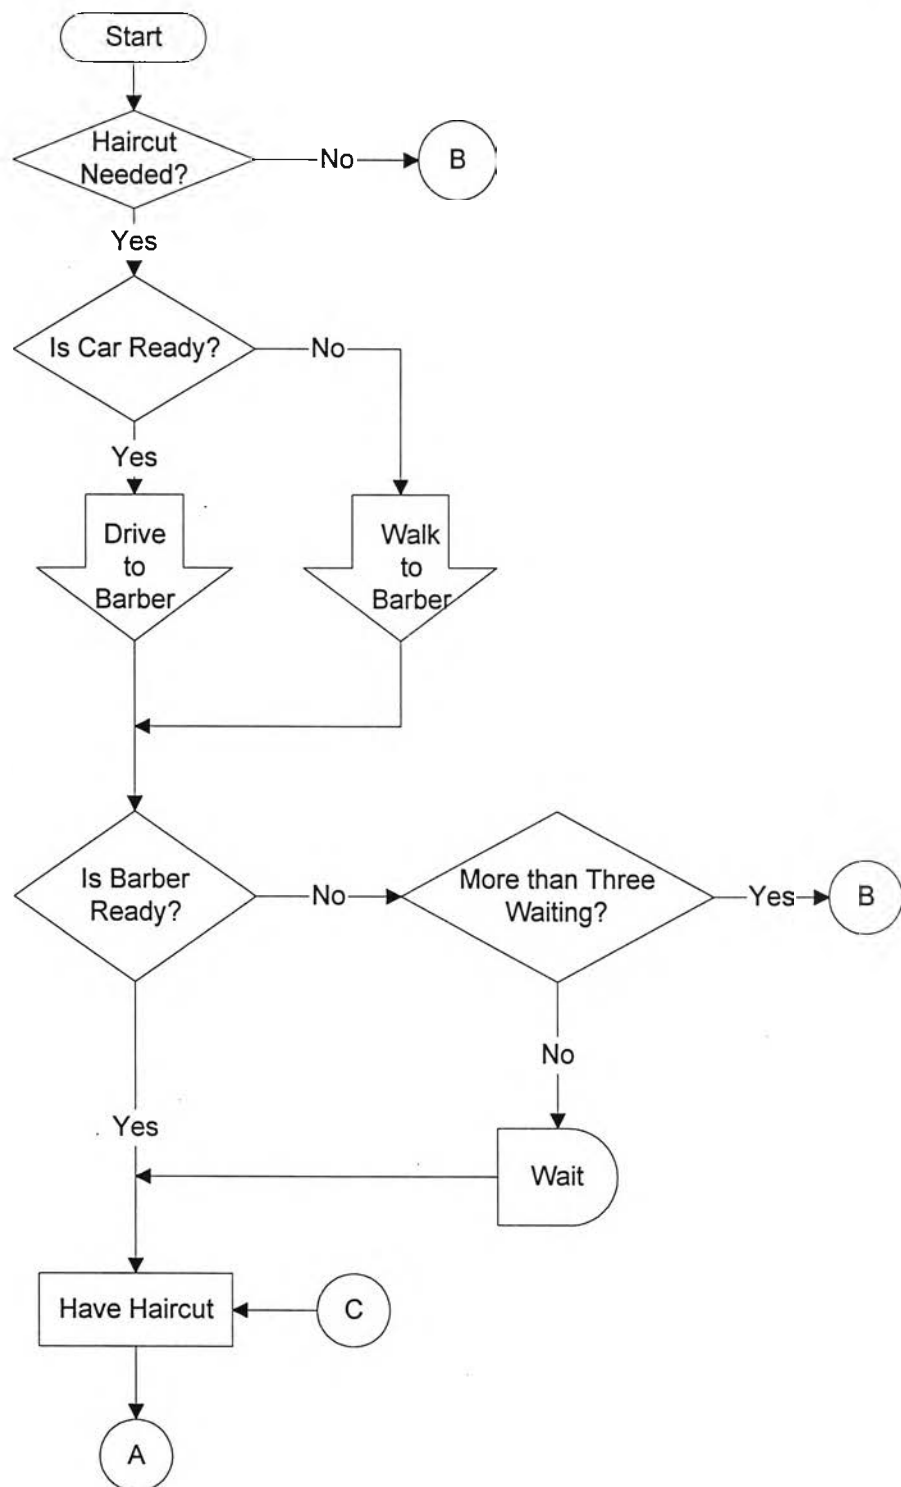 Start
Haircut
Needed?
No
B
Yes
Is Car Ready?
No
Yes
Drive
to
Barber
Walk
to
Barber
Is Barber
Ready?
No
More than Three
Waiting?
Yes
B
No
Yes
Wait
Have Haircut
C
A